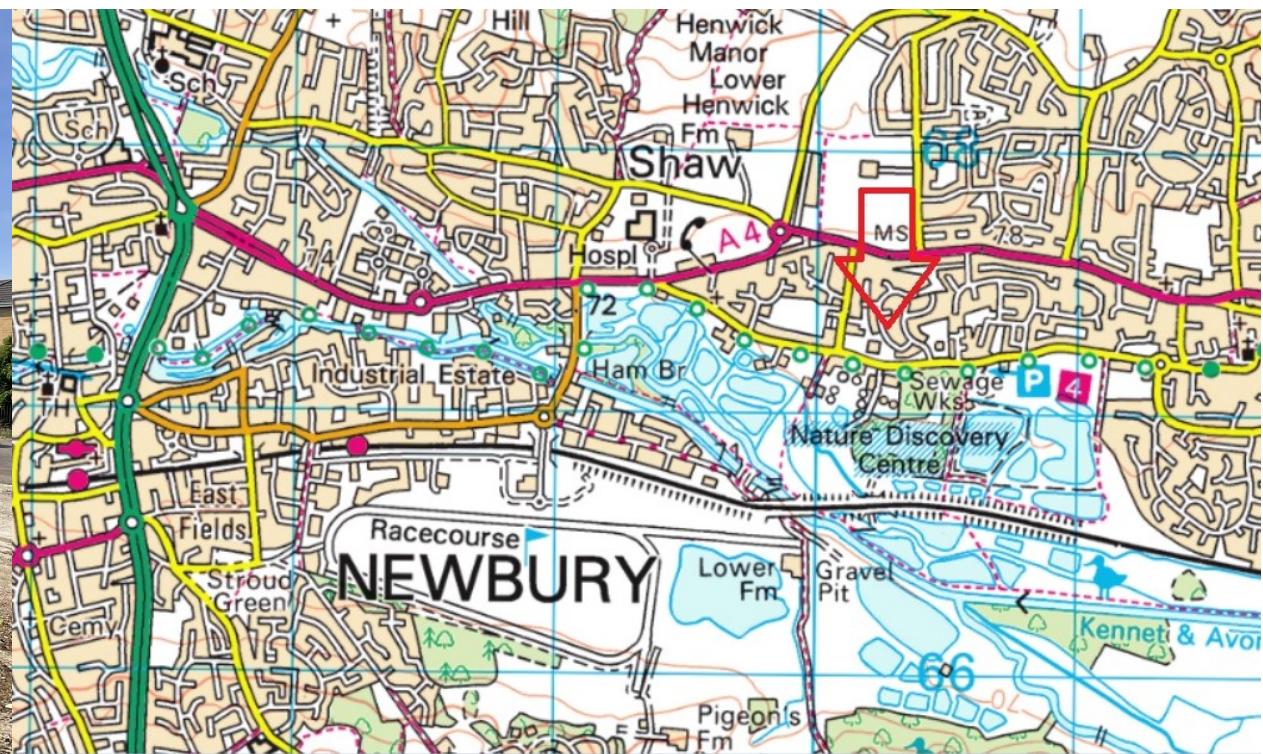 Hill
Henwick
Manor
Lower
Henwick
Fm
Sch
Sch
Shaw
68
A 4
MS
78
Hospl
74
72
Ham Br
Industrial Estate
Sewage
Wks
P
4
H
Nature Discovery
Centre
71
East
Fields
Racecourse
NEWBURY
Stroud
Green
Lower
Fm
Gravel
Pit
Cemy
Kennet & Avon
66
70
Pigeon's
Fm